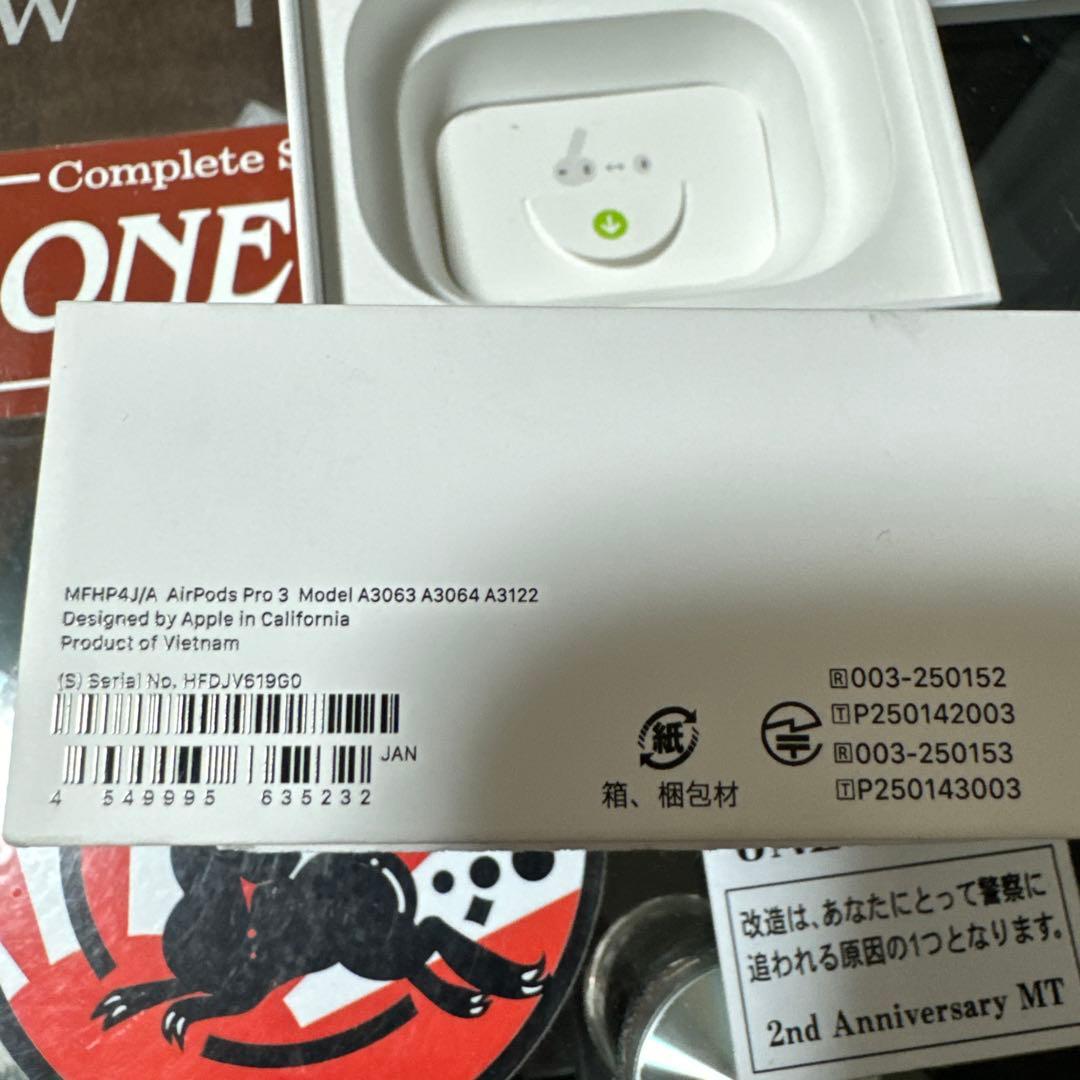 W
Complete S
ONE
MFHP4J/A AirPods Pro 3 Model A3063 A3064 A3122
Designed by Apple in California
Product of Vietnam
(S) Serial No. HFDJV619G0
JAN
4 549995 635232
紙
箱、梱包材
R003-250152
TP250142003
R003-250153
TP250143003
ONE
改造は、あなたにとって警察に
追われる原因の1つとなります。
2nd Anniversary MT